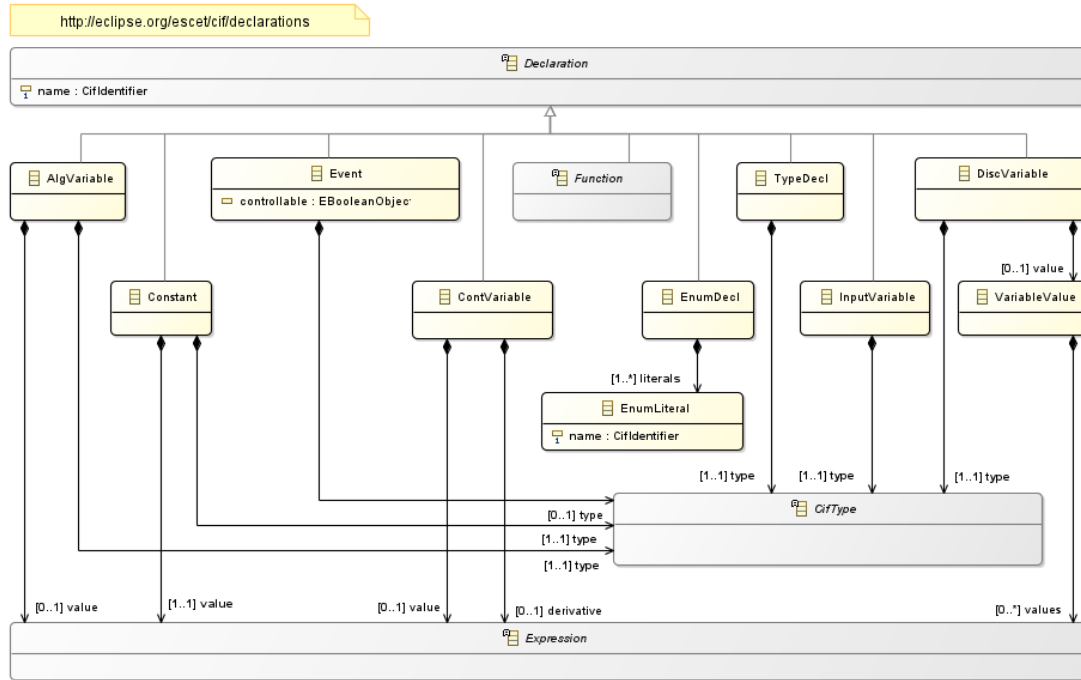 http://eclipse.org/escet/cif/declarations
Declaration
name : CifIdentifier
AlgVariable
Event
controllable : EBooleanObject
Function
TypeDecl
DiscVariable
[0..1] value
Constant
ContVariable
EnumDecl
InputVariable
VariableValue
[1..*] literals
EnumLiteral
name : CifIdentifier
[1..1] type
[1..1] type
[1..1] type
CifType
[0..1] type
[1..1] type
[1..1] type
[0..1] value
[1..1] value
[0..1] value
[0..1] derivative
[0..*] values
Expression